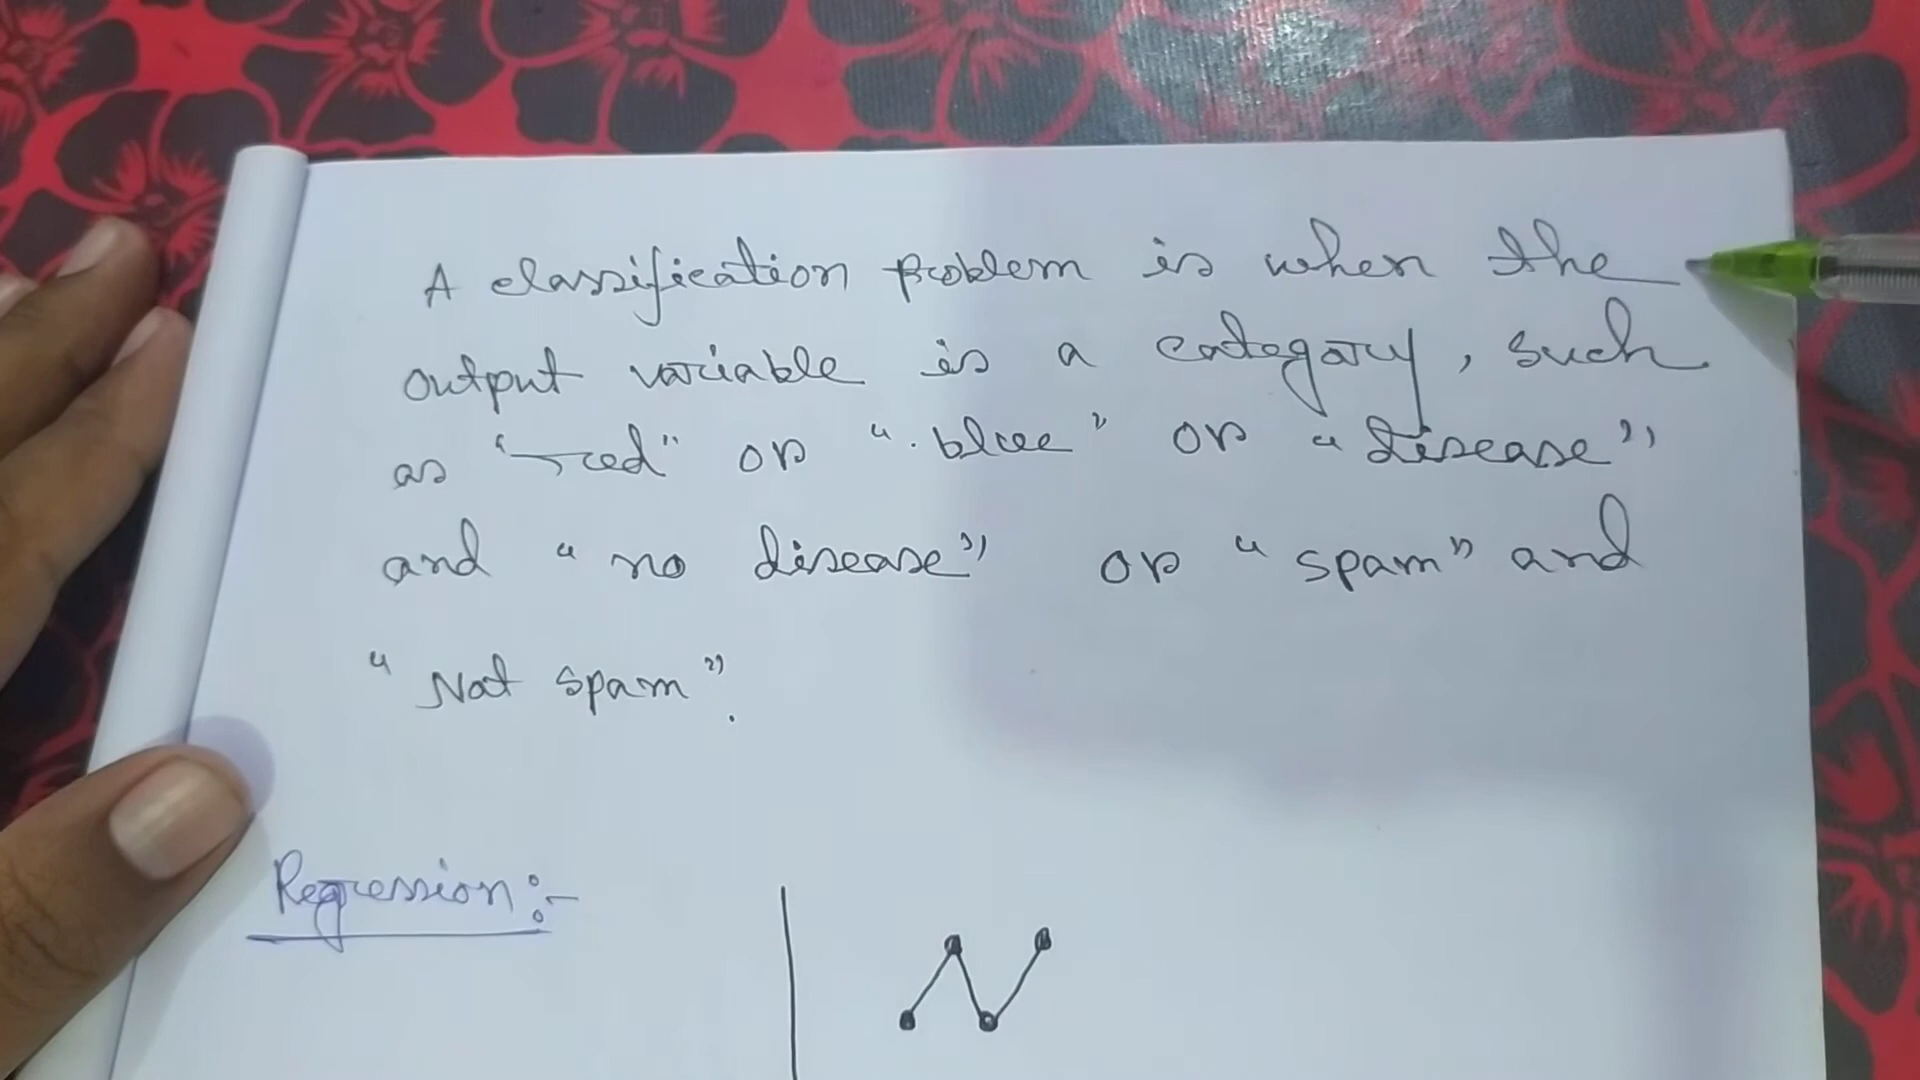 A classification problem is when the
output variable is a category, such
as "red" or "blue" or "disease"
and "no disease" or "spam" and
"Not spam".
Regression:-